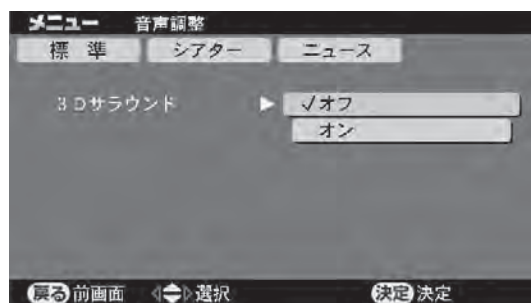 メニュー 音声調整
標準 シアター ニュース
3Dサラウンド ▶ ✓オフ
オン
戻る 前画面 選択 決定 決定